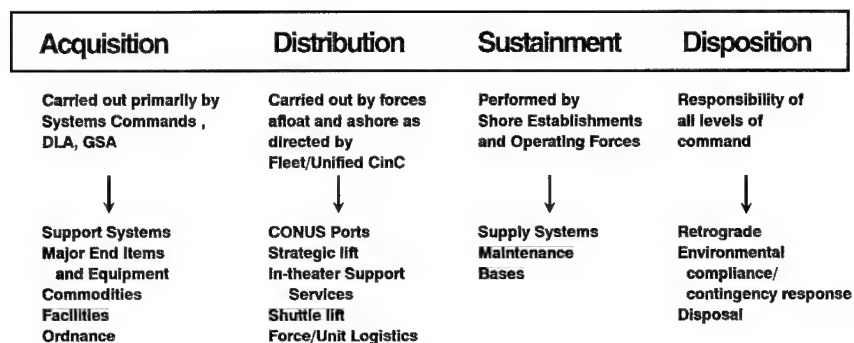 Acquisition
Distribution
Sustainment
Disposition
Carried out primarily by
Systems Commands ,
DLA, GSA
Support Systems
Major End Items
and Equipment
Commodities
Facilities
Ordnance
Carried out by forces
afloat and ashore as
directed by
Fleet/Unified CinC
CONUS Ports
Strategic lift
In-theater Support
Services
Shuttle lift
Force/Unit Logistics
Performed by
Shore Establishments
and Operating Forces
Supply Systems
Maintenance
Bases
Responsibility of
all levels of
command
Retrograde
Environmental
compliance/
contingency response
Disposal